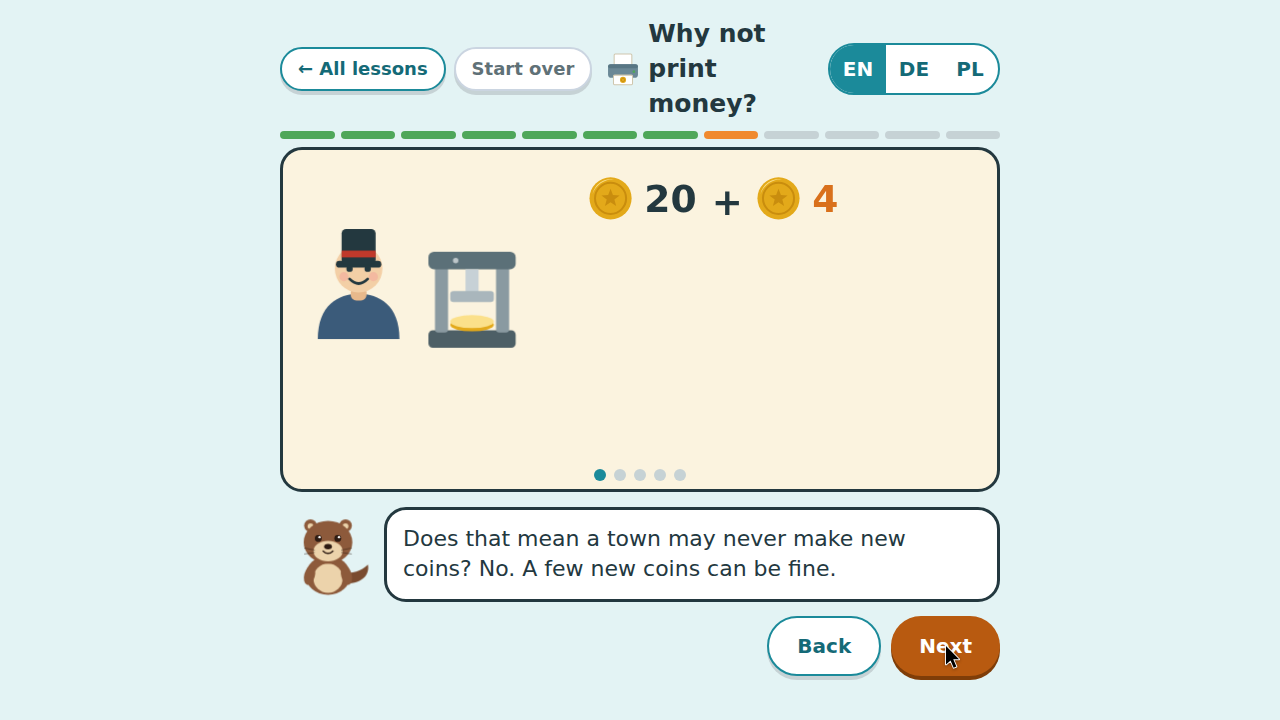 ← All lessons
Start over
Why not
print
money?
EN DE PL
20 + 4
Does that mean a town may never make new
coins? No. A few new coins can be fine.
Back
Next